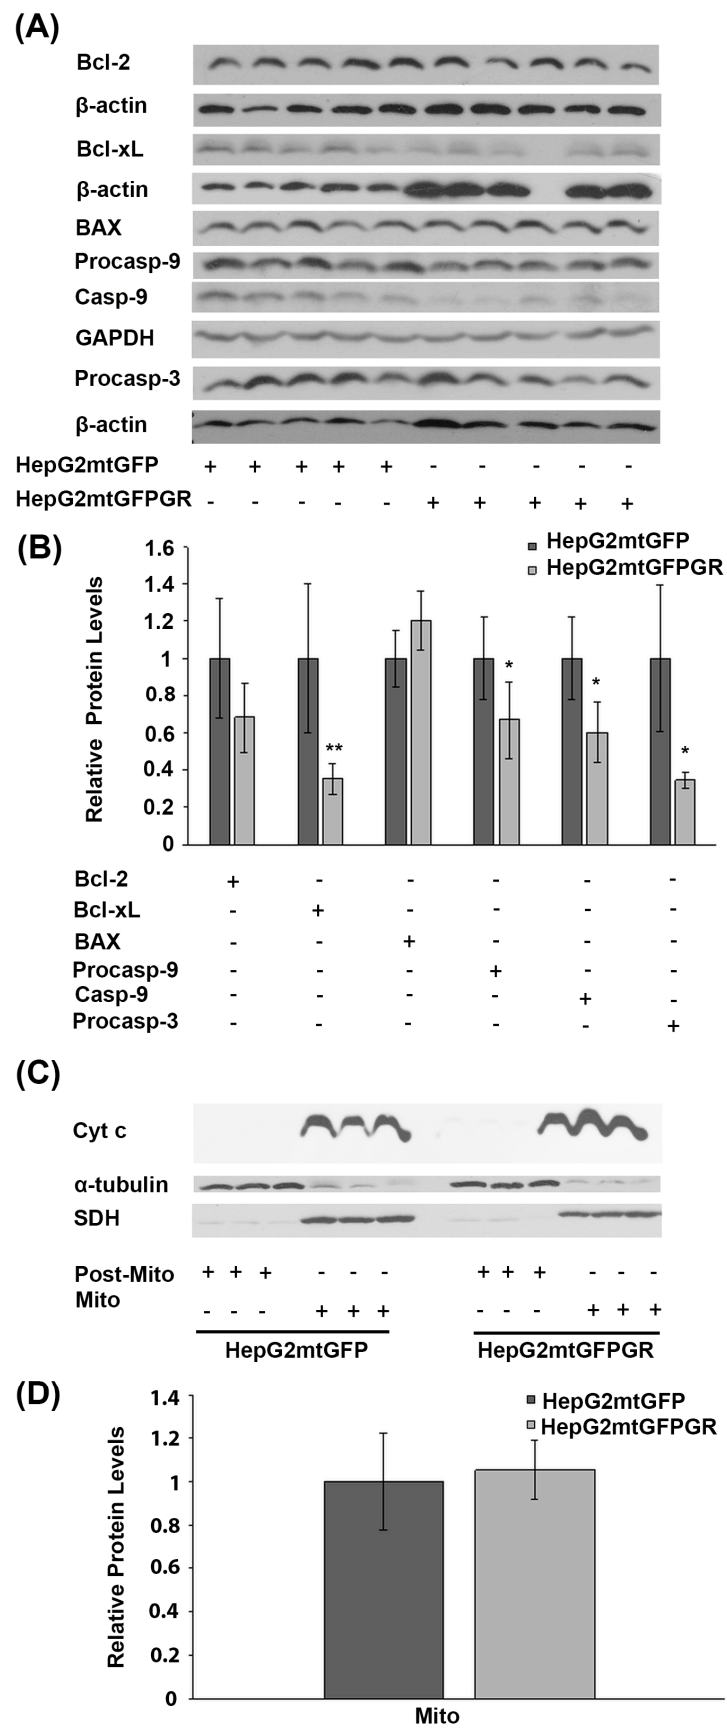 (A)
Bcl-2
β-actin
Bcl-xL
β-actin
BAX
Procasp-9
Casp-9
GAPDH
Procasp-3
β-actin
HepG2mtGFP + + + + + - - - - -
HepG2mtGFPGR - - - - - + + + + +
(B)
HepG2mtGFP
HepG2mtGFPGR
Relative Protein Levels
1.6
1.4
1.2
1
0.8
0.6
0.4
0.2
0
**
*
*
*
Bcl-2 + - - - - -
Bcl-xL - + - - - -
BAX - - + - - -
Procasp-9 - - - + - -
Casp-9 - - - - + -
Procasp-3 - - - - - +
(C)
Cyt c
α-tubulin
SDH
Post-Mito + + + - - - + + + - - -
Mito - - - + + + - - - + + +
HepG2mtGFP HepG2mtGFPGR
(D)
HepG2mtGFP
HepG2mtGFPGR
Relative Protein Levels
1.4
1.2
1
0.8
0.6
0.4
0.2
0
Mito